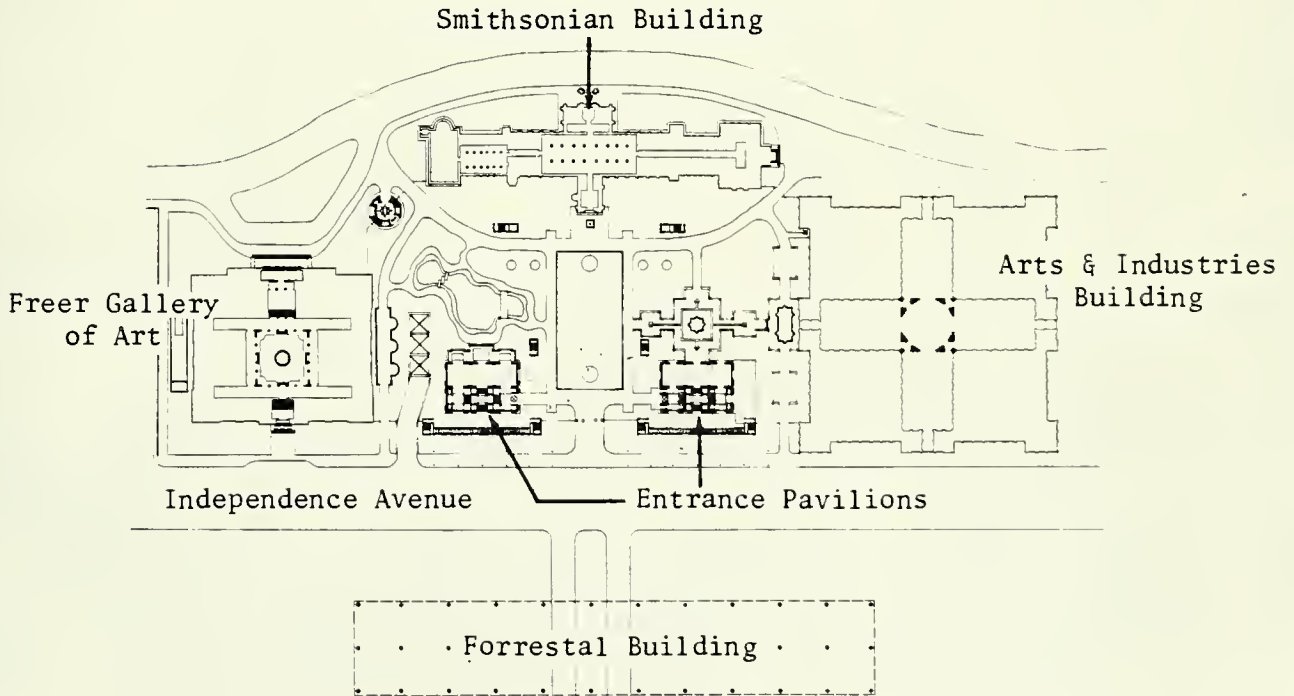 Smithsonian Building
Freer Gallery
of Art
Arts & Industries
Building
Independence Avenue
Entrance Pavilions
Forrestal Building